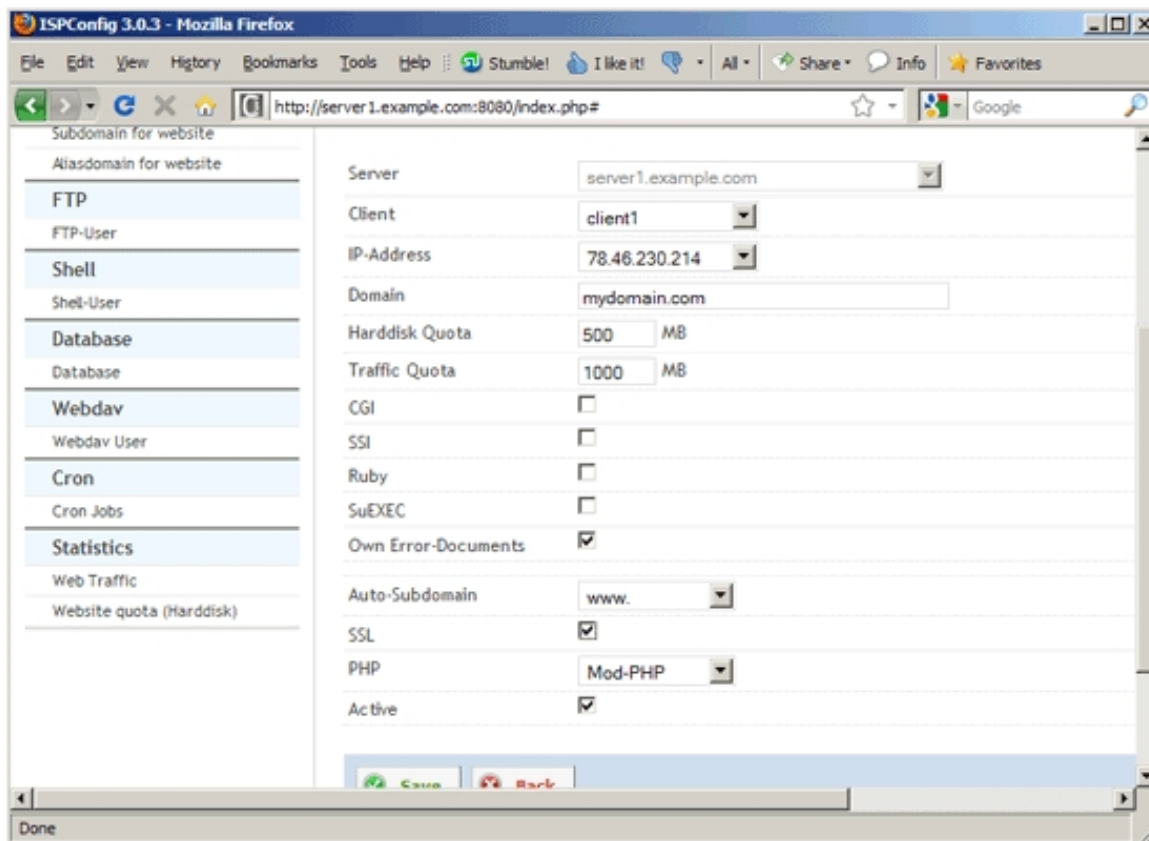 ISPConfig 3.0.3 - Mozilla Firefox
File Edit View History Bookmarks Tools Help Stumble! I like it! All Share Info Favorites
http://server1.example.com:8080/index.php# Google
Subdomain for website
Aliasdomain for website
FTP
FTP-User
Shell
Shell-User
Database
Database
Webdav
Webdav User
Cron
Cron Jobs
Statistics
Web Traffic
Website quota (Harddisk)
Server server1.example.com
Client client1
IP-Address 78.46.230.214
Domain mydomain.com
Harddisk Quota 500 MB
Traffic Quota 1000 MB
CGI
SSI
Ruby
SuEXEC
Own Error-Documents
Auto-Subdomain www.
SSL
PHP Mod-PHP
Active
Save Back
Done